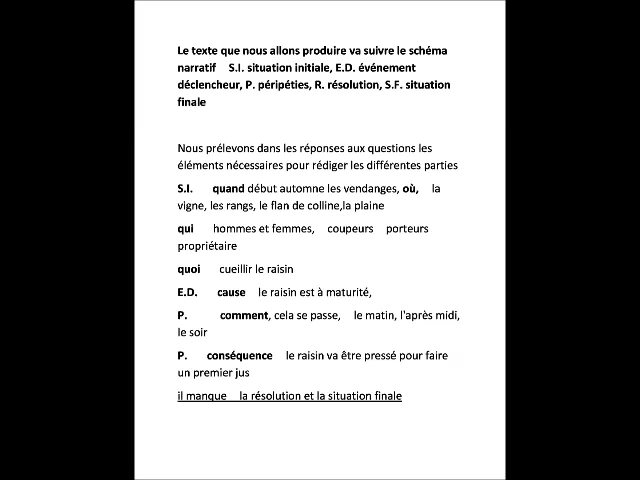 Le texte que nous allons produire va suivre le schéma
narratif S.I. situation initiale, E.D. événement
déclencheur, P. péripéties, R. résolution, S.F. situation
finale
Nous prélevons dans les réponses aux questions les
éléments nécessaires pour rédiger les différentes parties
S.I. quand début automne les vendanges, où, la
vigne, les rangs, le flan de colline,la plaine
qui hommes et femmes, coupeurs porteurs
propriétaire
quoi cueillir le raisin
E.D. cause le raisin est à maturité,
P. comment, cela se passe, le matin, l'après midi,
le soir
P. conséquence le raisin va être pressé pour faire
un premier jus
il manque la résolution et la situation finale